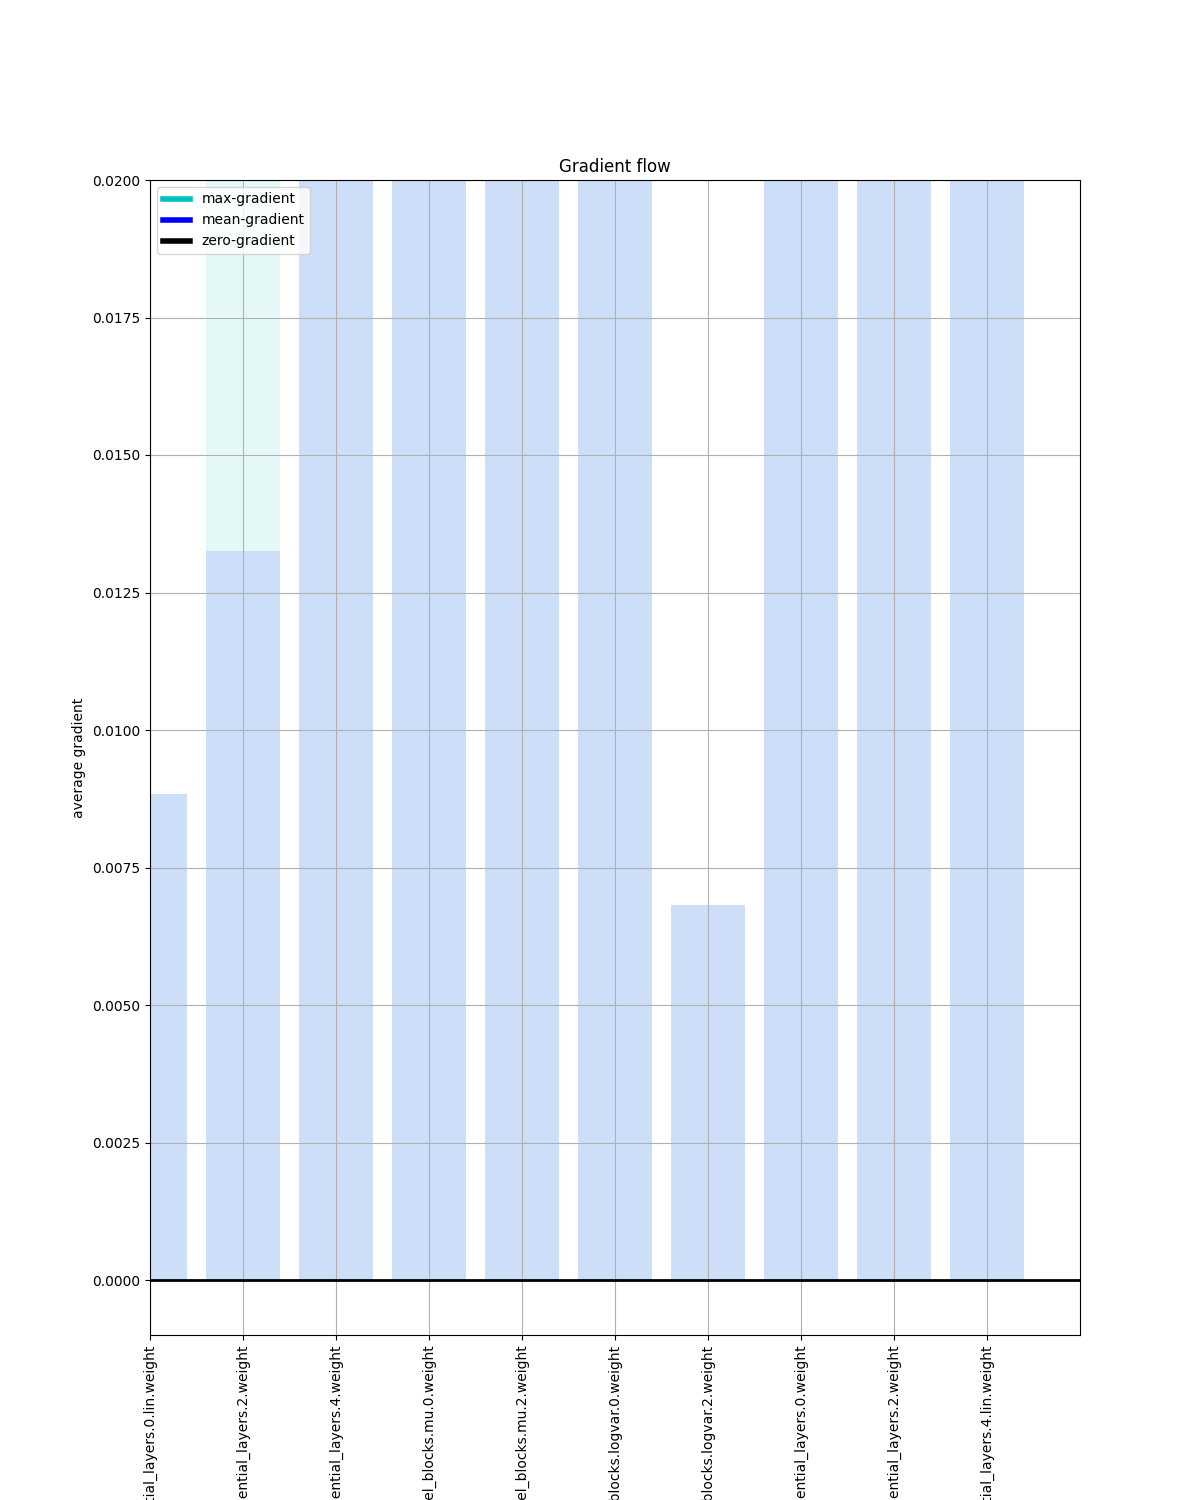 Gradient flow
max-gradient
mean-gradient
zero-gradient
0.0200
0.0175
0.0150
0.0125
0.0100
0.0075
0.0050
0.0025
0.0000
average gradient
tial_layers.0.lin.weight
ential_layers.2.weight
ential_layers.4.weight
el_blocks.mu.0.weight
el_blocks.mu.2.weight
blocks.logvar.0.weight
blocks.logvar.2.weight
ential_layers.0.weight
ential_layers.2.weight
tial_layers.4.lin.weight